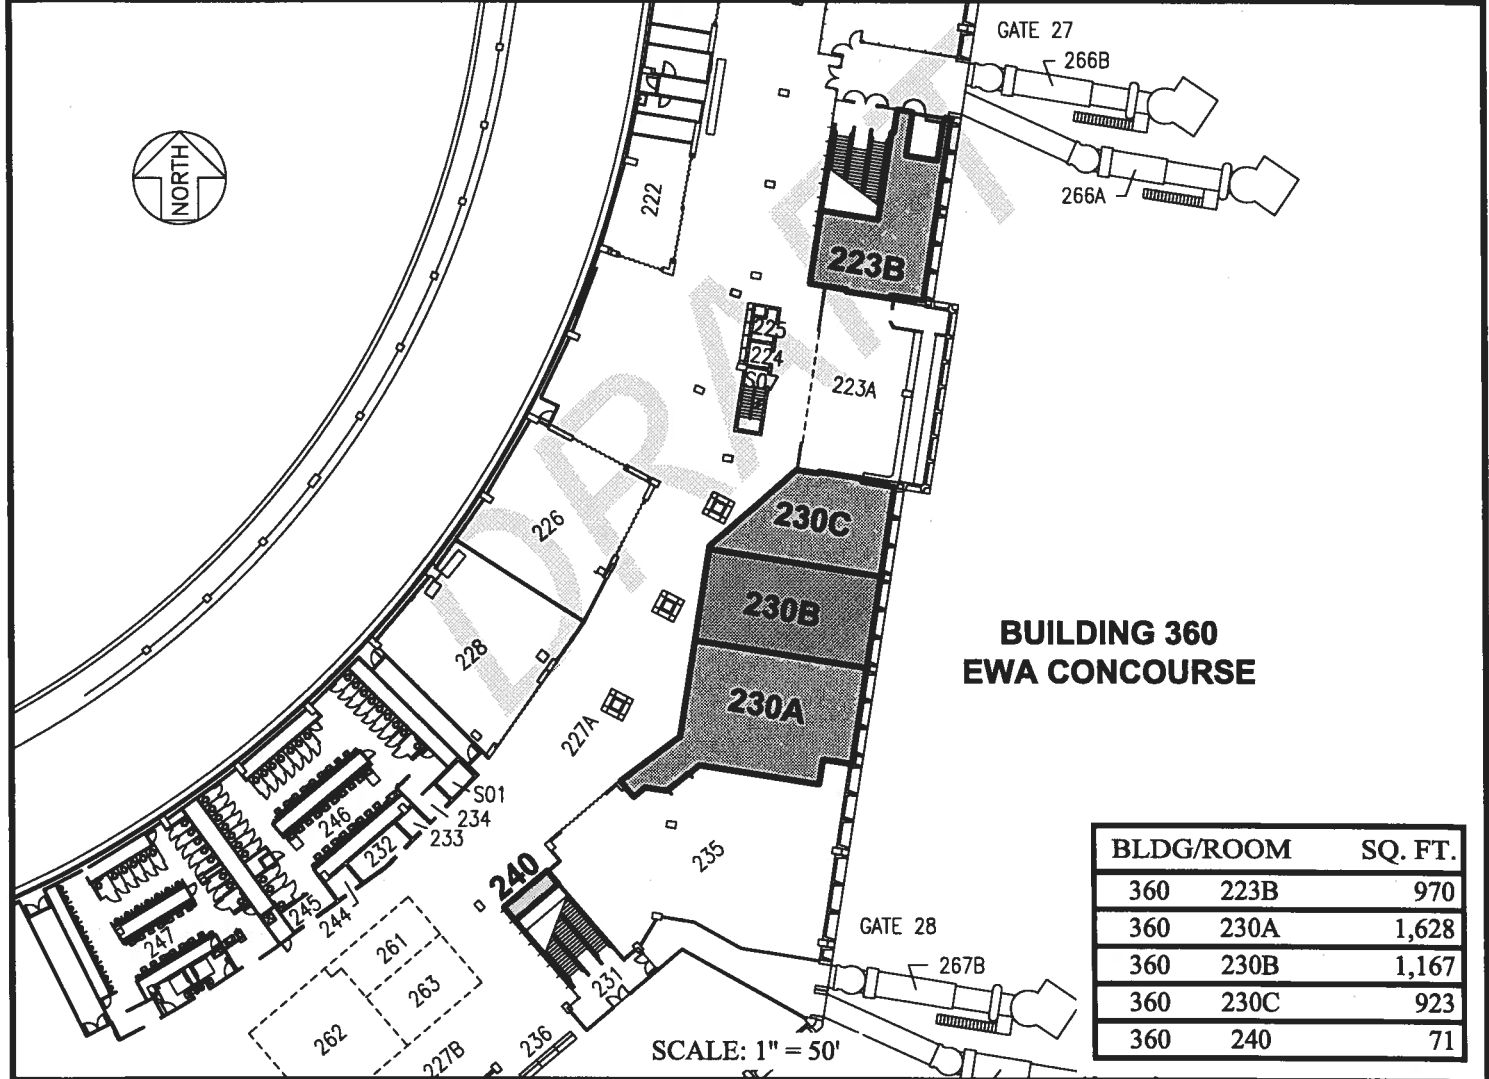 GATE 27
266B
NORTH
222
266A
223B
225
224
SO
223A
230C
226
230B
BUILDING 360
EWA CONCOURSE
228
230A
227A
S01
234
246
233
232
235
240
BLDG/ROOM SQ. FT.
360 223B 970
360 230A 1,628
360 230B 1,167
360 230C 923
360 240 71
245
244
247
GATE 28
261
267B
263
231
262
236
227B
SCALE: 1" = 50'
DRAFT